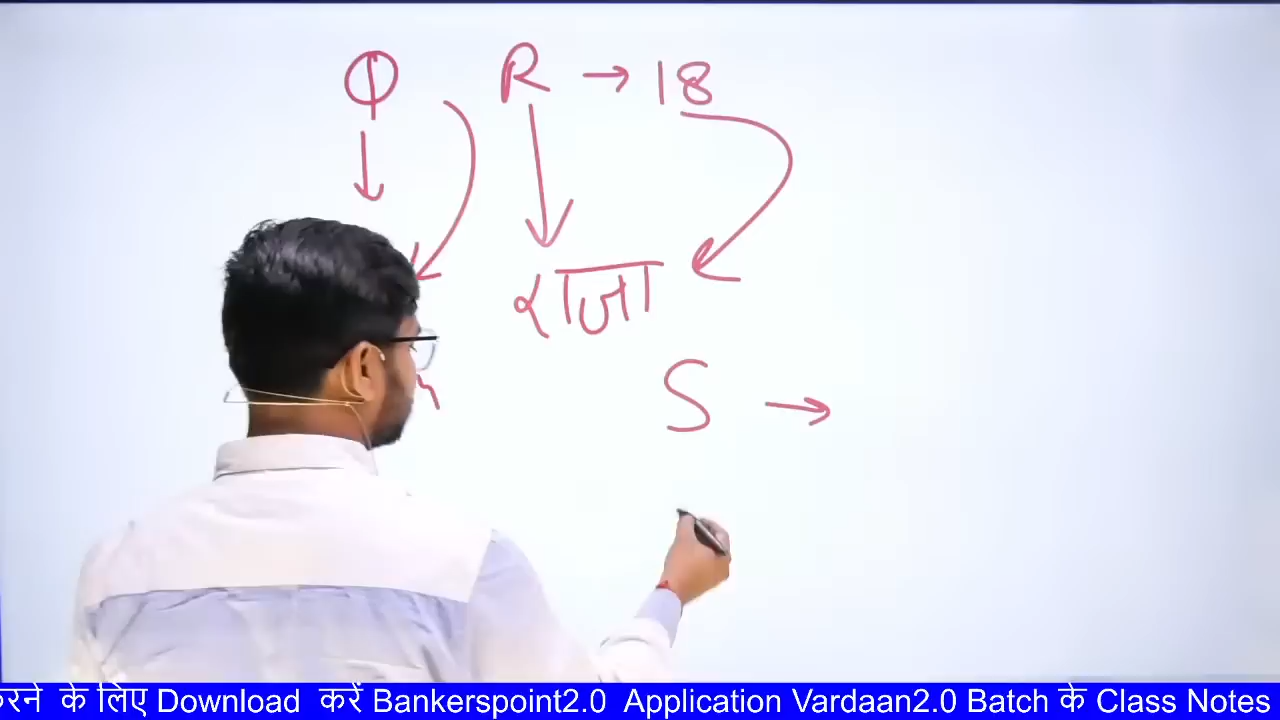 Q R → 18
राजा
S →
करने के लिए Download करें Bankerspoint2.0 Application Vardaan2.0 Batch के Class Notes